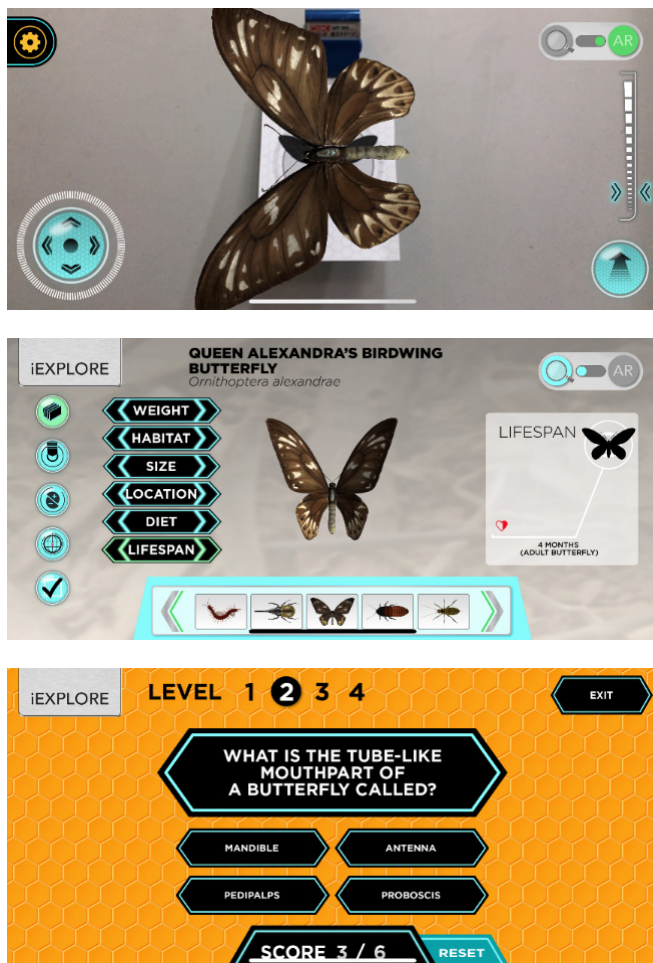 AR
iEXPLORE
QUEEN ALEXANDRA'S BIRDWING
BUTTERFLY
Ornithoptera alexandrae
AR
WEIGHT
HABITAT
SIZE
LOCATION
DIET
LIFESPAN
LIFESPAN
4 MONTHS
(ADULT BUTTERFLY)
iEXPLORE
LEVEL 1 2 3 4
EXIT
WHAT IS THE TUBE-LIKE
MOUTHPART OF
A BUTTERFLY CALLED?
MANDIBLE
ANTENNA
PEDIPALPS
PROBOSCIS
SCORE 3 / 6
RESET